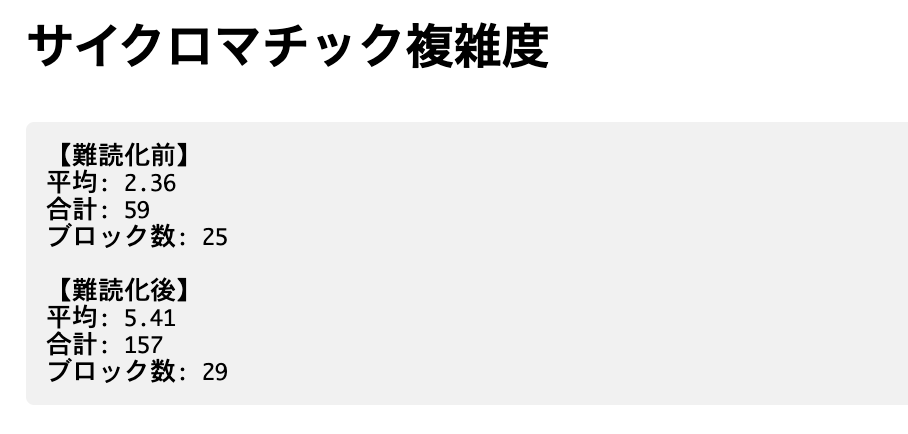 サイクロマチック複雑度
【難読化前】
平均: 2.36
合計: 59
ブロック数: 25
【難読化後】
平均: 5.41
合計: 157
ブロック数: 29